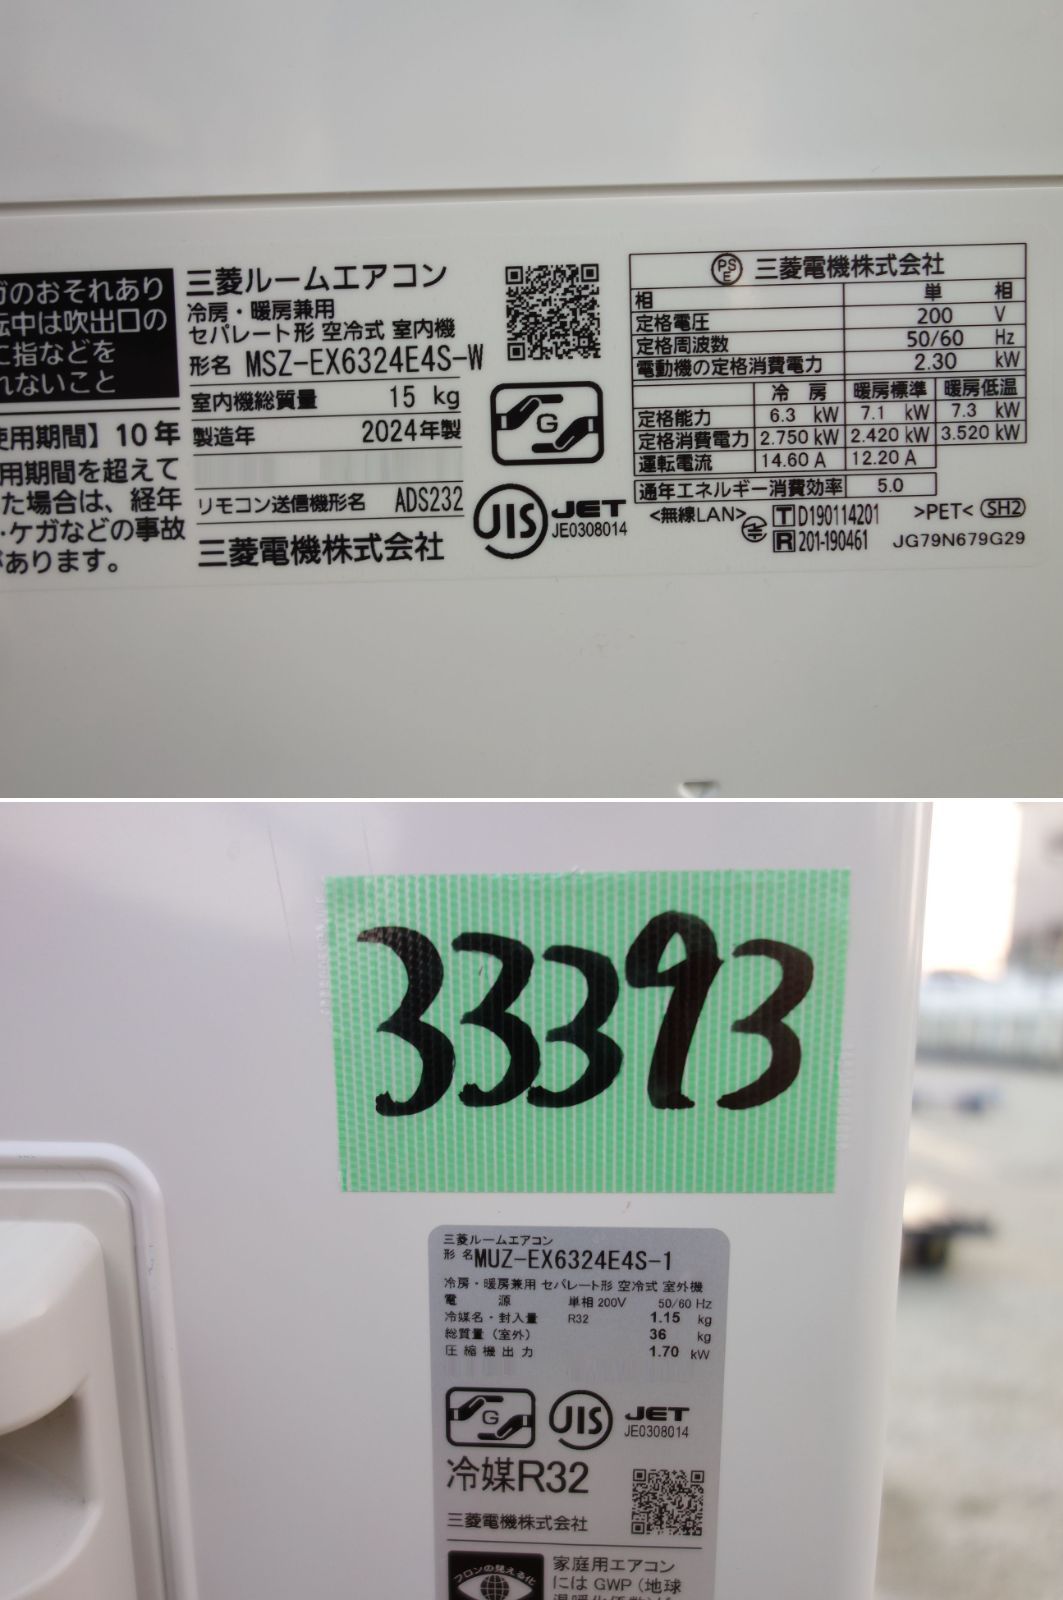 ガのおそれあり
転中は吹出口の
に指などを
れないこと
使用期間】10年
用期間を超えて
た場合は、経年
・ケガなどの事故
があります。
三菱ルームエアコン
冷房・暖房兼用
セパレート形 空冷式 室内機
形名 MSZ-EX6324E4S-W
室内機総質量 15 kg
製造年 2024年製
リモコン送信機形名 ADS232
三菱電機株式会社
G
JIS JET
JE0308014
PSE 三菱電機株式会社
相 単 相
定格電圧 200 V
定格周波数 50/60 Hz
電動機の定格消費電力 2.30 kW
冷 房 暖房標準 暖房低温
定格能力 6.3 kW 7.1 kW 7.3 kW
定格消費電力 2.750 kW 2.420 kW 3.520 kW
運転電流 14.60 A 12.20 A
通年エネルギー消費効率 5.0
<無線LAN> T D190114201
R 201-190461
>PET< SH2
JG79N679G29
33393
三菱ルームエアコン
形名 MUZ-EX6324E4S-1
冷房・暖房兼用 セパレート形 空冷式 室外機
電 源 単相 200V 50/60 Hz
冷媒名・封入量 R32 1.15 kg
総質量(室外) 36 kg
圧縮機出力 1.70 kW
G JIS JET
JE0308014
冷媒R32
三菱電機株式会社
フロンの見える化
家庭用エアコン
には GWP(地球
温暖化係数)が